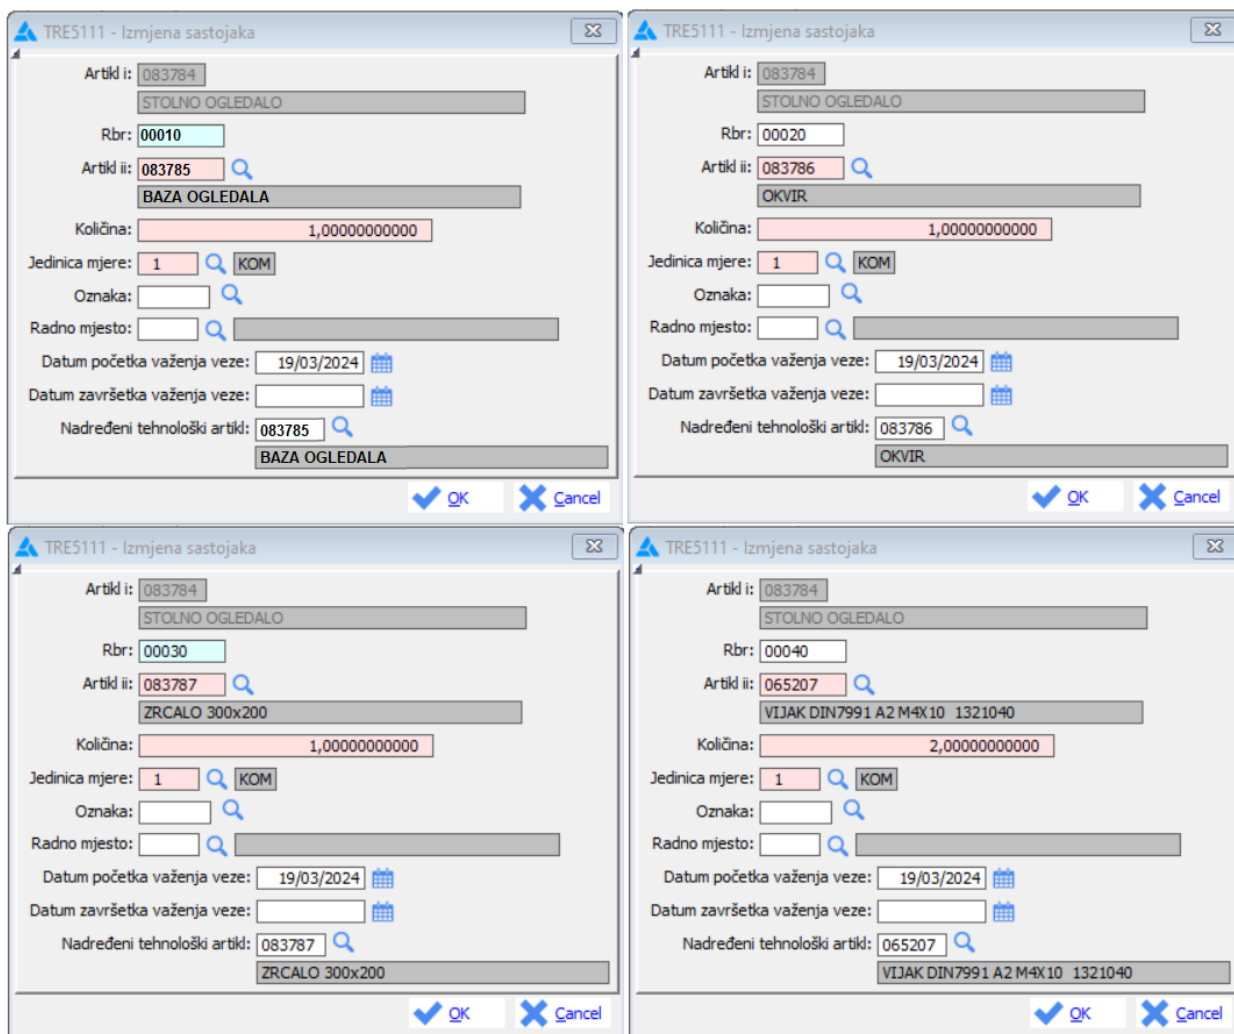 TRE5111 - Izmjena sastojaka
Artikl i: 083784
STOLNO OGLEDALO
Rbr: 00010
Artikl ii: 083785
BAZA OGLEDALA
Količina: 1,00000000000
Jedinica mjere: 1 KOM
Oznaka:
Radno mjesto:
Datum početka važenja veze: 19/03/2024
Datum završetka važenja veze:
Nadređeni tehnološki artikl: 083785
BAZA OGLEDALA
OK Cancel
TRE5111 - Izmjena sastojaka
Artikl i: 083784
STOLNO OGLEDALO
Rbr: 00020
Artikl ii: 083786
OKVIR
Količina: 1,00000000000
Jedinica mjere: 1 KOM
Oznaka:
Radno mjesto:
Datum početka važenja veze: 19/03/2024
Datum završetka važenja veze:
Nadređeni tehnološki artikl: 083786
OKVIR
OK Cancel
TRE5111 - Izmjena sastojaka
Artikl i: 083784
STOLNO OGLEDALO
Rbr: 00030
Artikl ii: 083787
ZRCALO 300x200
Količina: 1,00000000000
Jedinica mjere: 1 KOM
Oznaka:
Radno mjesto:
Datum početka važenja veze: 19/03/2024
Datum završetka važenja veze:
Nadređeni tehnološki artikl: 083787
ZRCALO 300x200
OK Cancel
TRE5111 - Izmjena sastojaka
Artikl i: 083784
STOLNO OGLEDALO
Rbr: 00040
Artikl ii: 065207
VIJAK DIN7991 A2 M4X10 1321040
Količina: 2,00000000000
Jedinica mjere: 1 KOM
Oznaka:
Radno mjesto:
Datum početka važenja veze: 19/03/2024
Datum završetka važenja veze:
Nadređeni tehnološki artikl: 065207
VIJAK DIN7991 A2 M4X10 1321040
OK Cancel